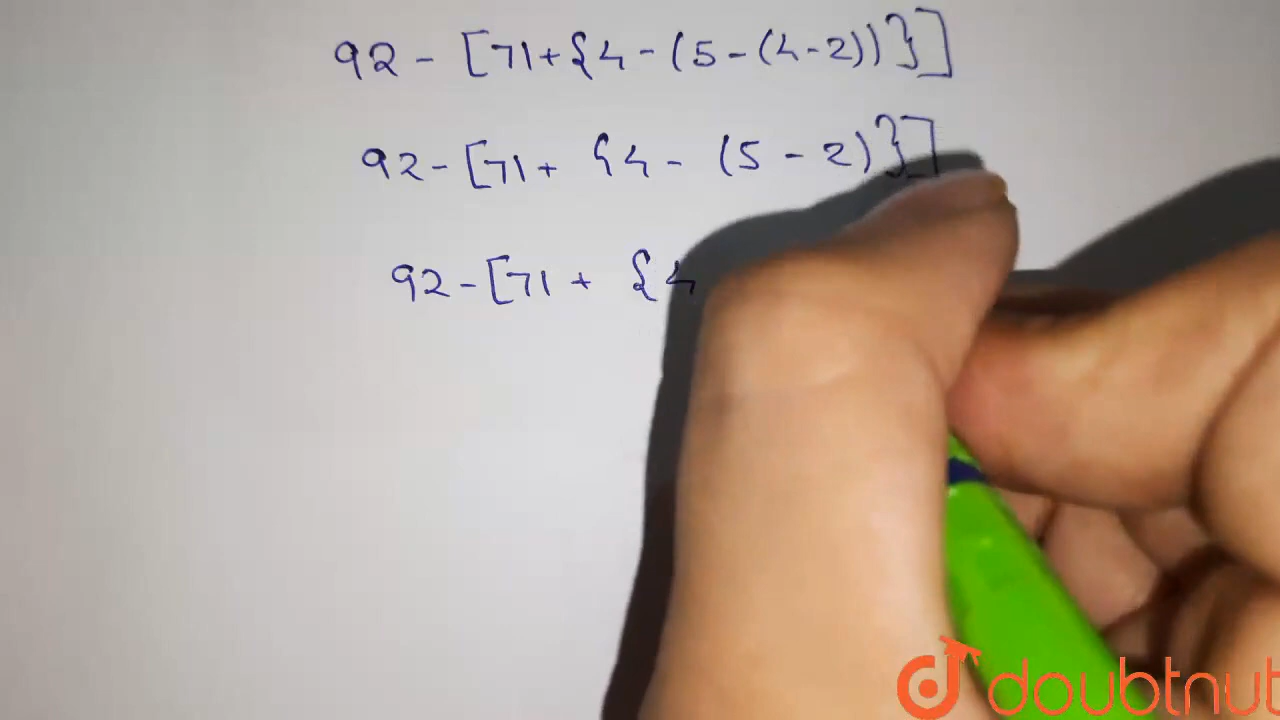 92 - [71+{4-(5-(4-2))}]
92-[71+ {4- (5-2)}]
92-[71+ {4
doubtnut